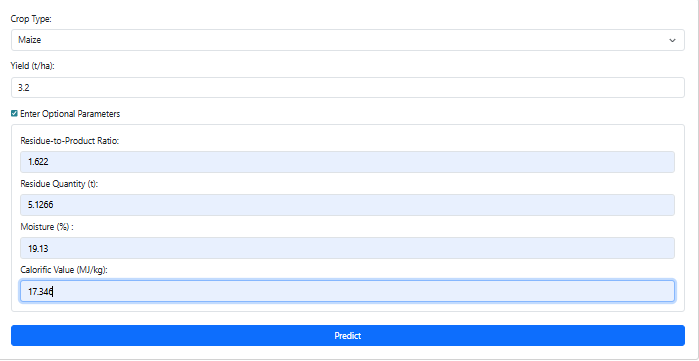 Crop Type:
Maize
Yield (t/ha):
3.2
Enter Optional Parameters
Residue-to-Product Ratio:
1.622
Residue Quantity (t):
5.1266
Moisture (%) :
19.13
Calorific Value (MJ/kg):
17.346
Predict